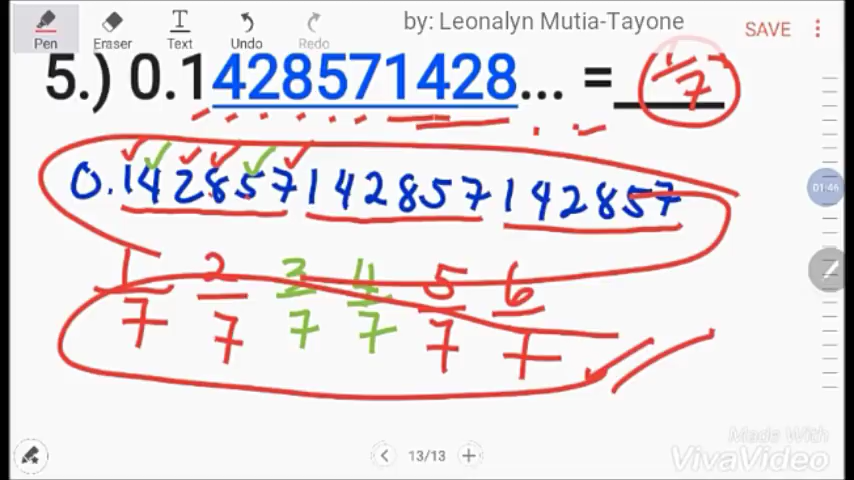 by: Leonalyn Mutia-Tayone
Pen Eraser Text Undo Redo SAVE
5.) 0.1428571428... = 1/7
0.142857142857142857
01:46
1/7 2/7 3/7 4/7 5/7 6/7
13/13
Made With
VivaVideo